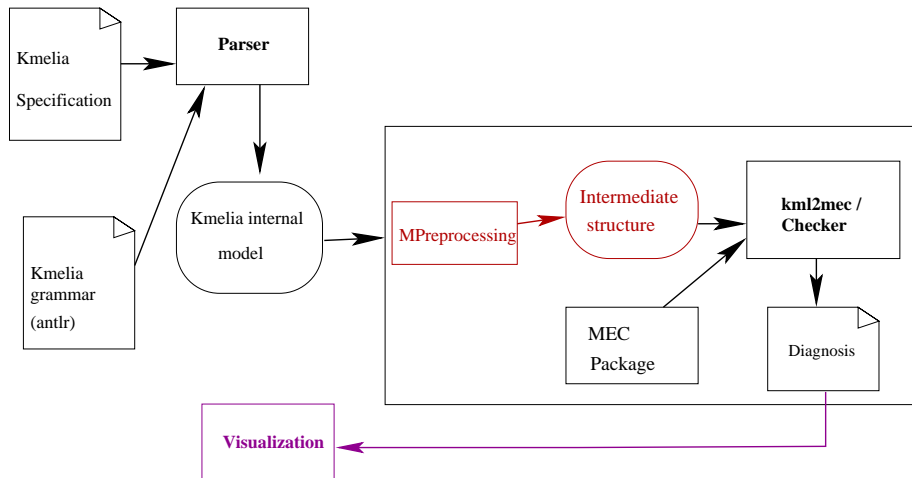 Kmelia
Specification
Parser
Kmelia internal
model
Kmelia
grammar
(antlr)
MPreprocessing
Intermediate
structure
kml2mec /
Checker
MEC
Package
Diagnosis
Visualization